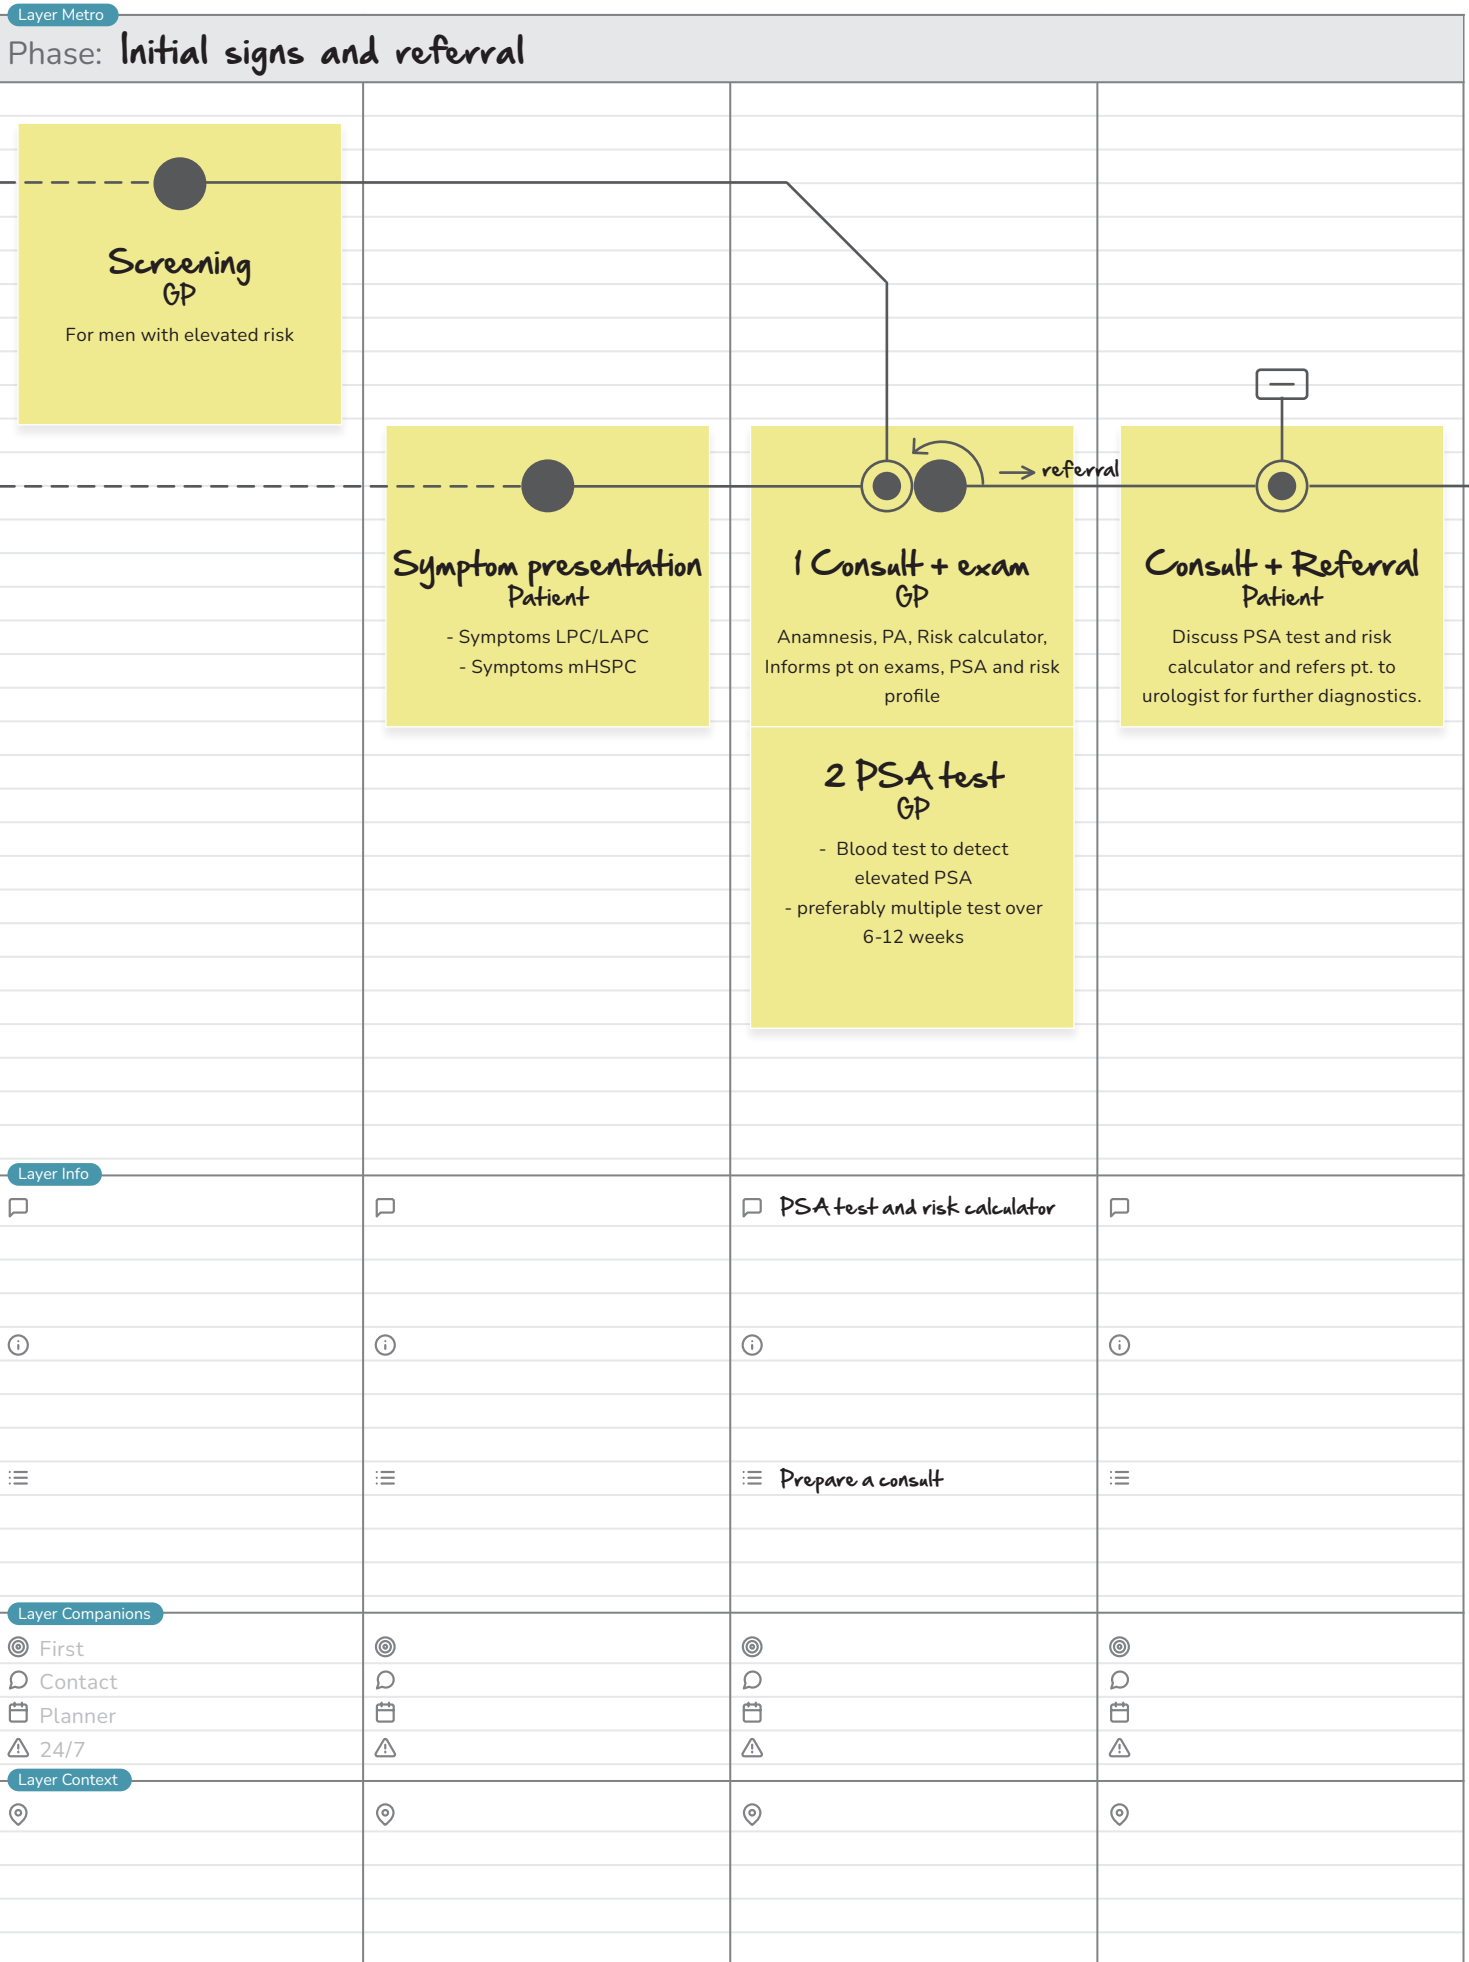 Layer Metro
Phase: Initial signs and referral
Screening
GP
For men with elevated risk
referral
Symptom presentation
Patient
- Symptoms LPC/LAPC
- Symptoms mHSPC
1 Consult + exam
GP
Anamnesis, PA, Risk calculator,
Informs pt on exams, PSA and risk
profile
2 PSA test
GP
- Blood test to detect
elevated PSA
- preferably multiple test over
6-12 weeks
Consult + Referral
Patient
Discuss PSA test and risk
calculator and refers pt. to
urologist for further diagnostics.
Layer Info
PSA test and risk calculator
Prepare a consult
Layer Companions
First
Contact
Planner
24/7
Layer Context